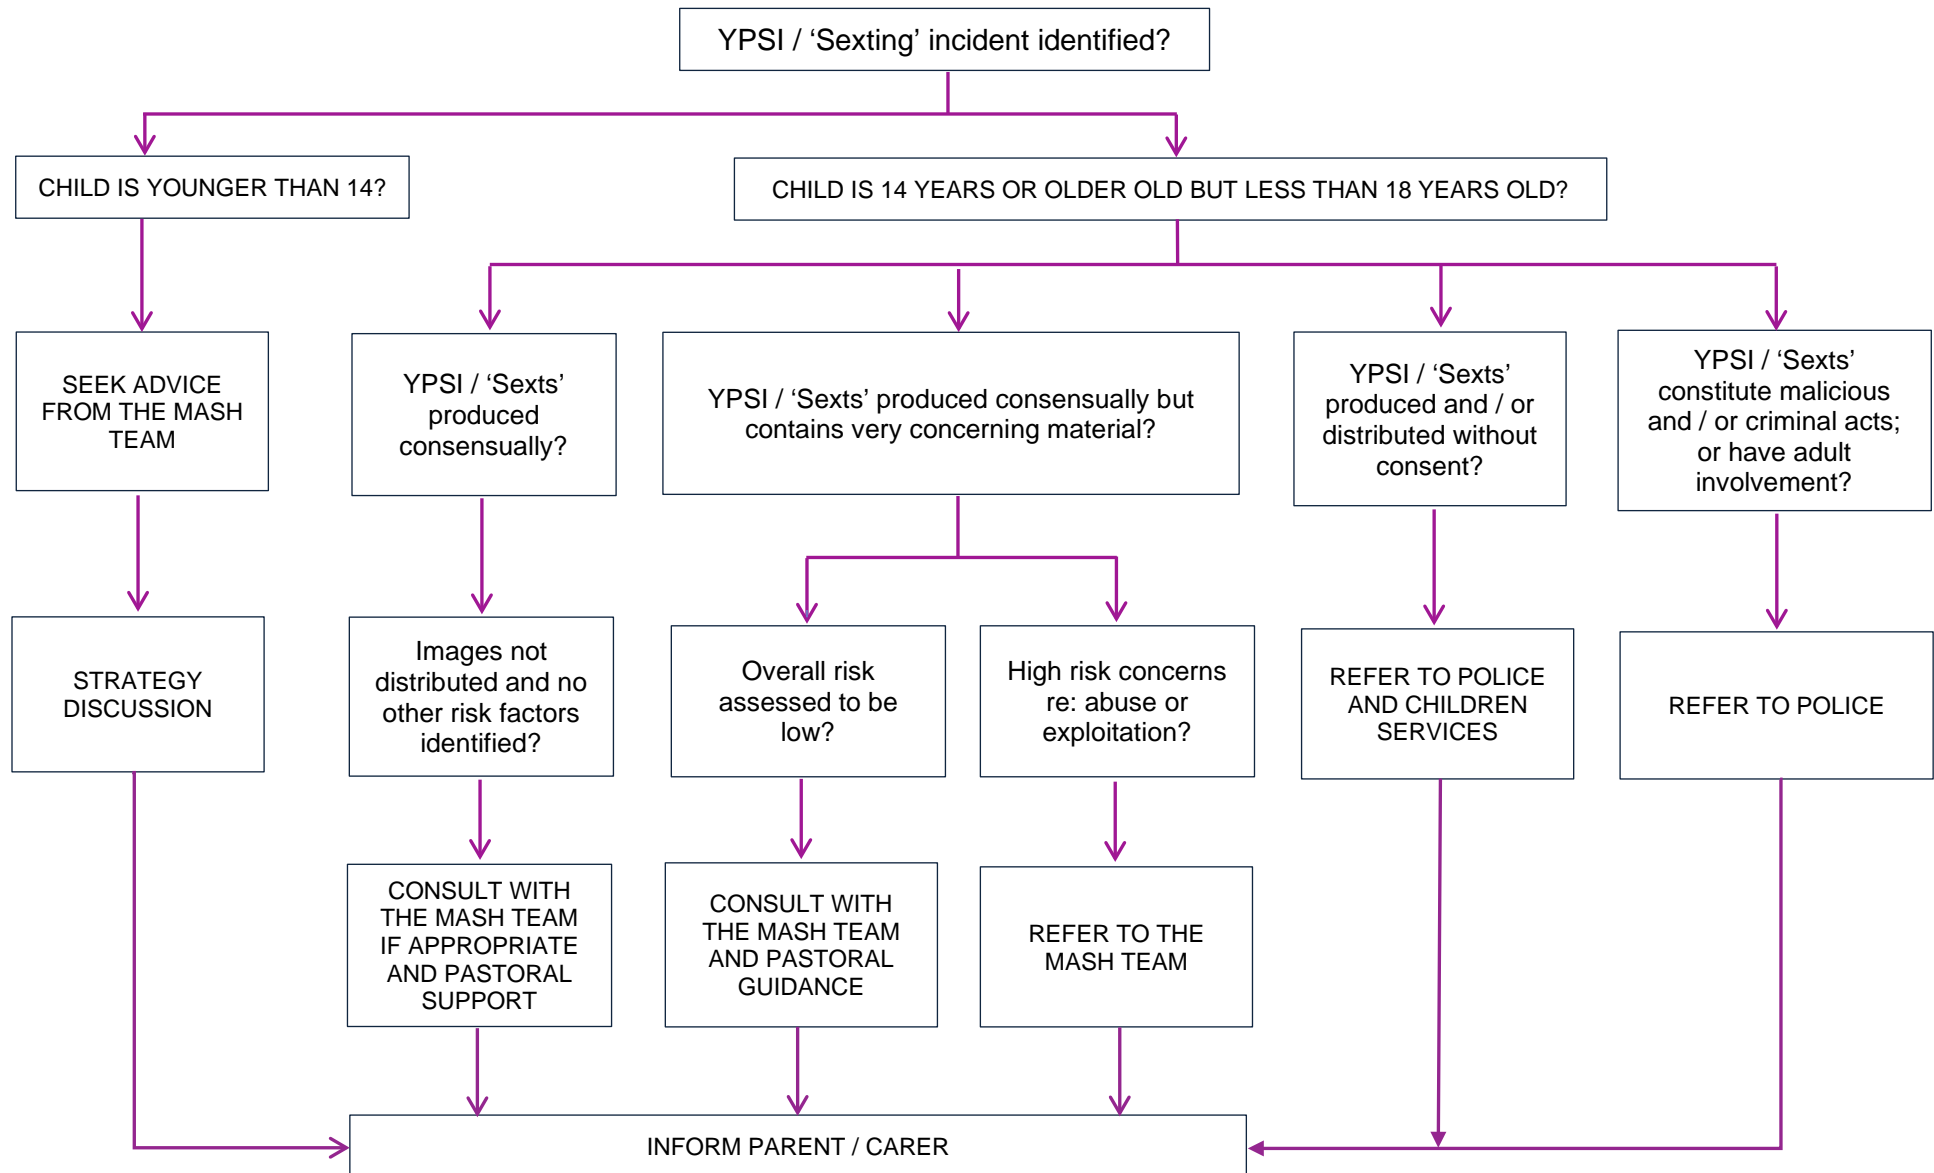 YPSI / ‘Sexting’ incident identified?
CHILD IS YOUNGER THAN 14?
CHILD IS 14 YEARS OR OLDER OLD BUT LESS THAN 18 YEARS OLD?
SEEK ADVICE
FROM THE MASH
TEAM
YPSI / ‘Sexts’
produced
consensually?
YPSI / ‘Sexts’ produced consensually but
contains very concerning material?
YPSI / ‘Sexts’
produced and / or
distributed without
consent?
YPSI / ‘Sexts’
constitute malicious
and / or criminal acts;
or have adult
involvement?
STRATEGY
DISCUSSION
Images not
distributed and no
other risk factors
identified?
Overall risk
assessed to be
low?
High risk concerns
re: abuse or
exploitation?
REFER TO POLICE
AND CHILDREN
SERVICES
REFER TO POLICE
CONSULT WITH
THE MASH TEAM
IF APPROPRIATE
AND PASTORAL
SUPPORT
CONSULT WITH
THE MASH TEAM
AND PASTORAL
GUIDANCE
REFER TO THE
MASH TEAM
INFORM PARENT / CARER